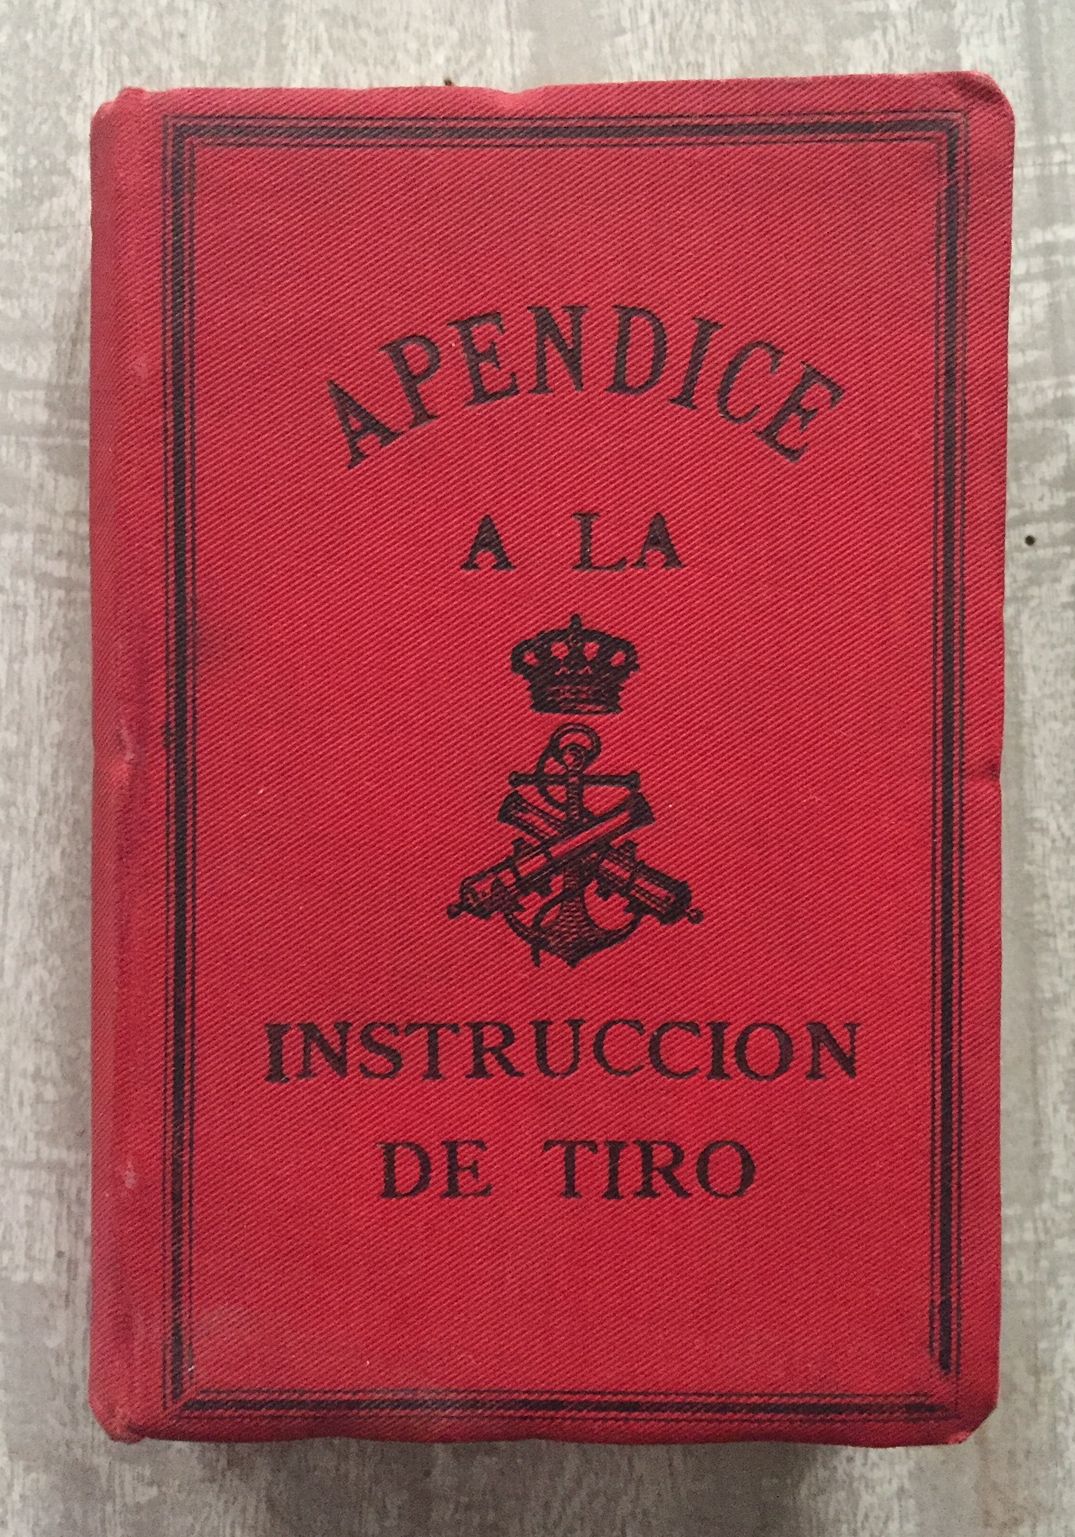 APENDICE
A LA
INSTRUCCION
DE TIRO